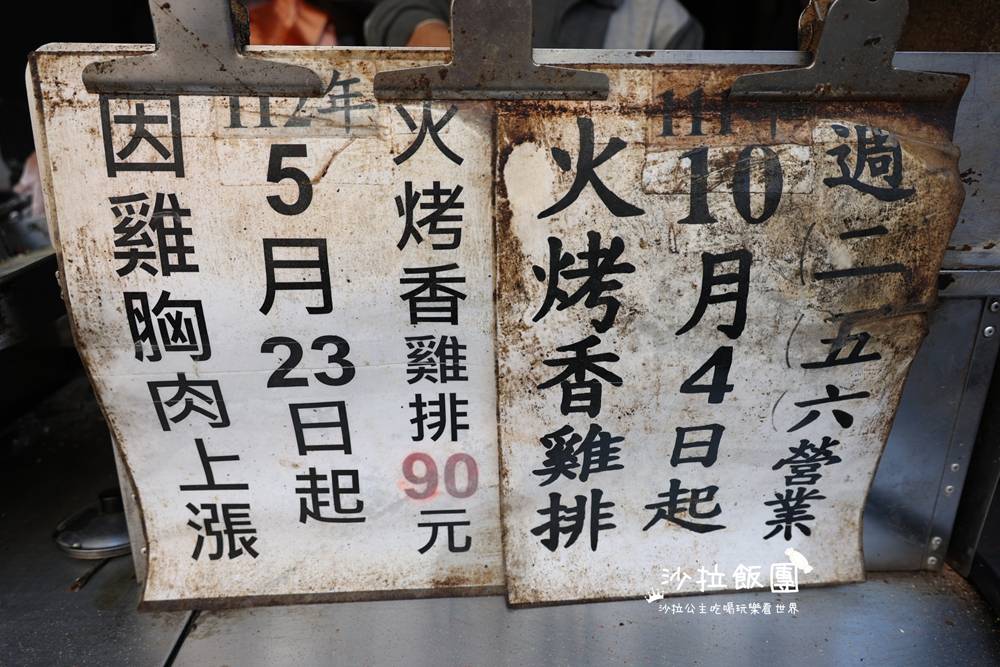 因雞胸肉上漲
112年5月23日起
火烤香雞排90元
火烤香雞排
111年10月4日起
週二五六營業
沙拉飯團
沙拉公主吃喝玩樂看世界